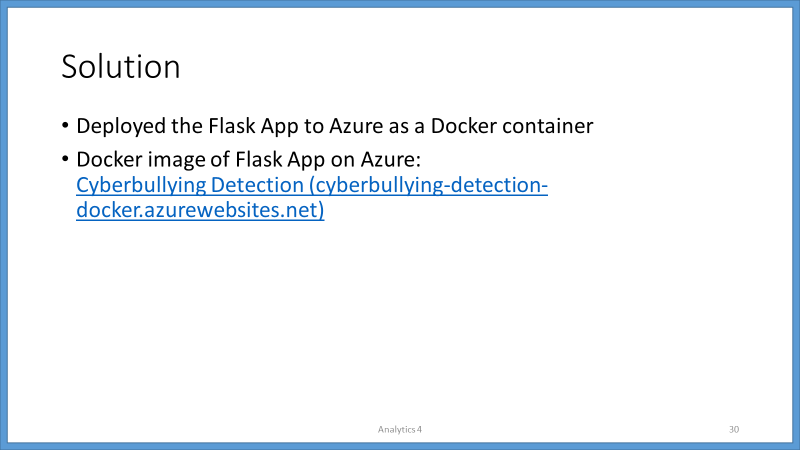 Solution
• Deployed the Flask App to Azure as a Docker container
• Docker image of Flask App on Azure:
Cyberbullying Detection (cyberbullying-detection-
docker.azurewebsites.net)
Analytics 4
30